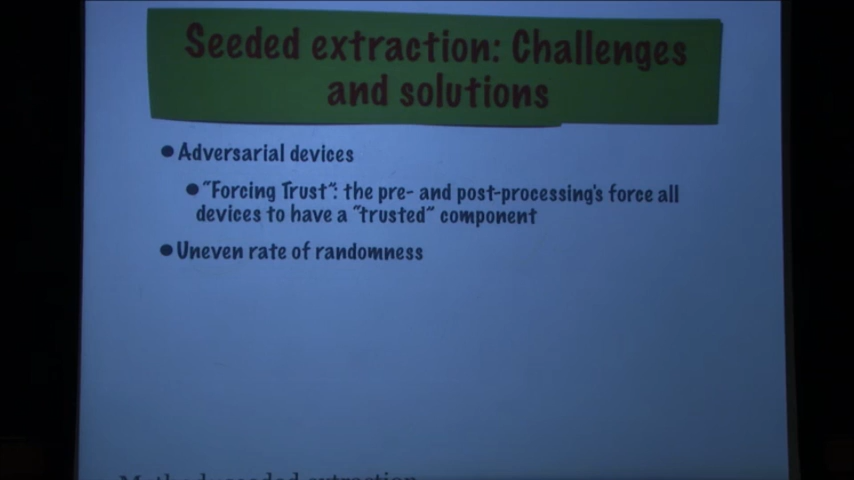 Seeded extraction: Challenges
and solutions
●Adversarial devices
●"Forcing Trust": the pre- and post-processing's force all
devices to have a "trusted" component
●Uneven rate of randomness
seeded extraction